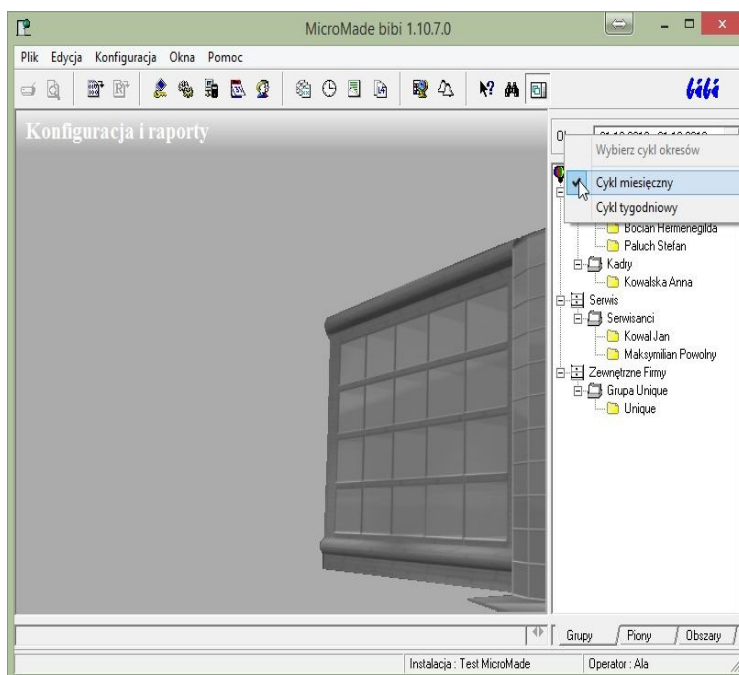 MicroMade bibi 1.10.7.0
Plik Edycja Konfiguracja Okna Pomoc
bibi
Konfiguracja i raporty
Wybierz cykl okresów
Cykl miesięczny
Cykl tygodniowy
Bocian Hermenegilda
Paluch Stefan
Kadry
Kowalska Anna
Serwis
Serwisanci
Kowal Jan
Maksymilian Powolny
Zewnętrzne Firmy
Grupa Unique
Unique
Grupy Piony Obszary
Instalacja : Test MicroMade Operator : Ala